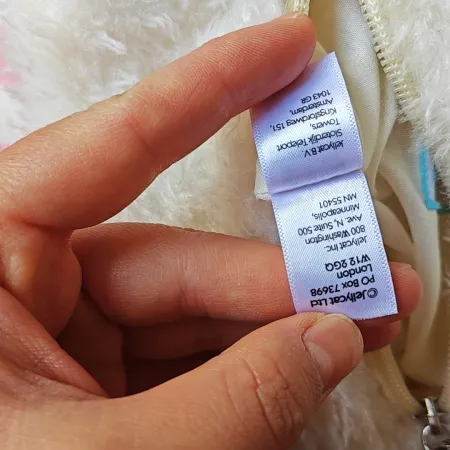 ©Jellycat Ltd
PO Box 73698
London
W12 2GQ
Jellycat Inc.
800 Washington
Ave, N. Suite 500
Minneapolis,
MN 55401
Jellycat B.V.
Sloterdijk Teleport
Towers,
Kingsfordweg 151,
Amsterdam,
1043 GR